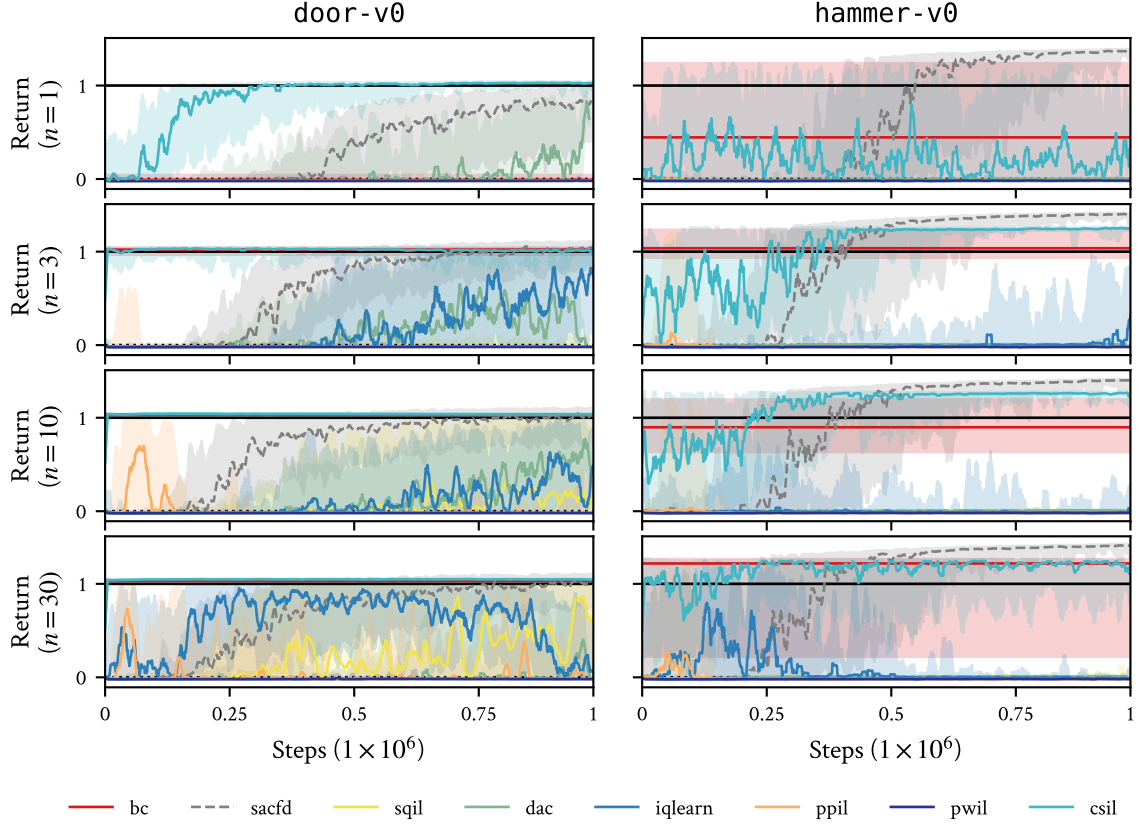 door-v0
hammer-v0
Return
(n = 1)
1
0
Return
(n = 3)
1
0
Return
(n = 10)
1
0
Return
(n = 30)
1
0
0 0.25 0.5 0.75 1
0 0.25 0.5 0.75 1
Steps (1 × 10⁶)
Steps (1 × 10⁶)
bc sacfd sqil dac iqlearn ppil pwil csil